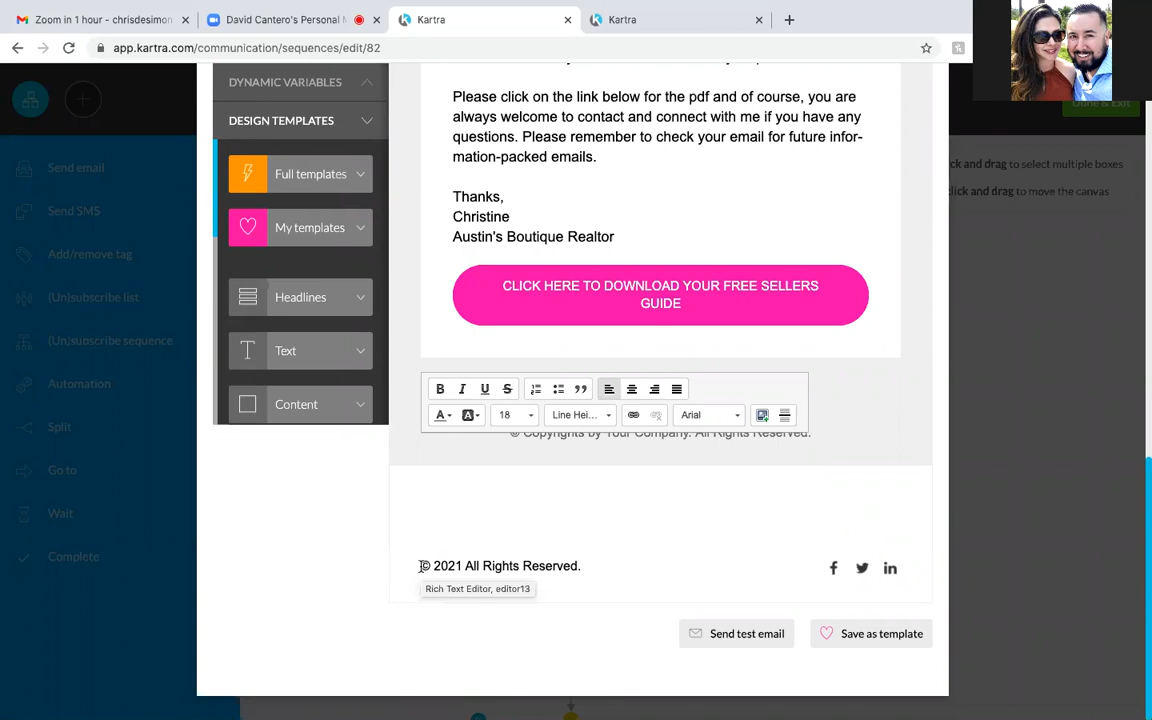 Zoom in 1 hour - chrisdesimon
David Cantero's Personal M
Kartra
Kartra
app.kartra.com/communication/sequences/edit/82
DYNAMIC VARIABLES
DESIGN TEMPLATES
Full templates
My templates
Headlines
Text
Content
Send email
Send SMS
Add/remove tag
(Un)subscribe list
(Un)subscribe sequence
Automation
Split
Go to
Wait
Complete
Please click on the link below for the pdf and of course, you are
always welcome to contact and connect with me if you have any
questions. Please remember to check your email for future infor-
mation-packed emails.
Thanks,
Christine
Austin's Boutique Realtor
CLICK HERE TO DOWNLOAD YOUR FREE SELLERS
GUIDE
B I U S
A A 18 Line Hei... Arial
© Copyrights by Your Company. All Rights Reserved.
© 2021 All Rights Reserved.
Rich Text Editor, editor13
Send test email
Save as template
Done & Exit
ck and drag to select multiple boxes
lick and drag to move the canvas